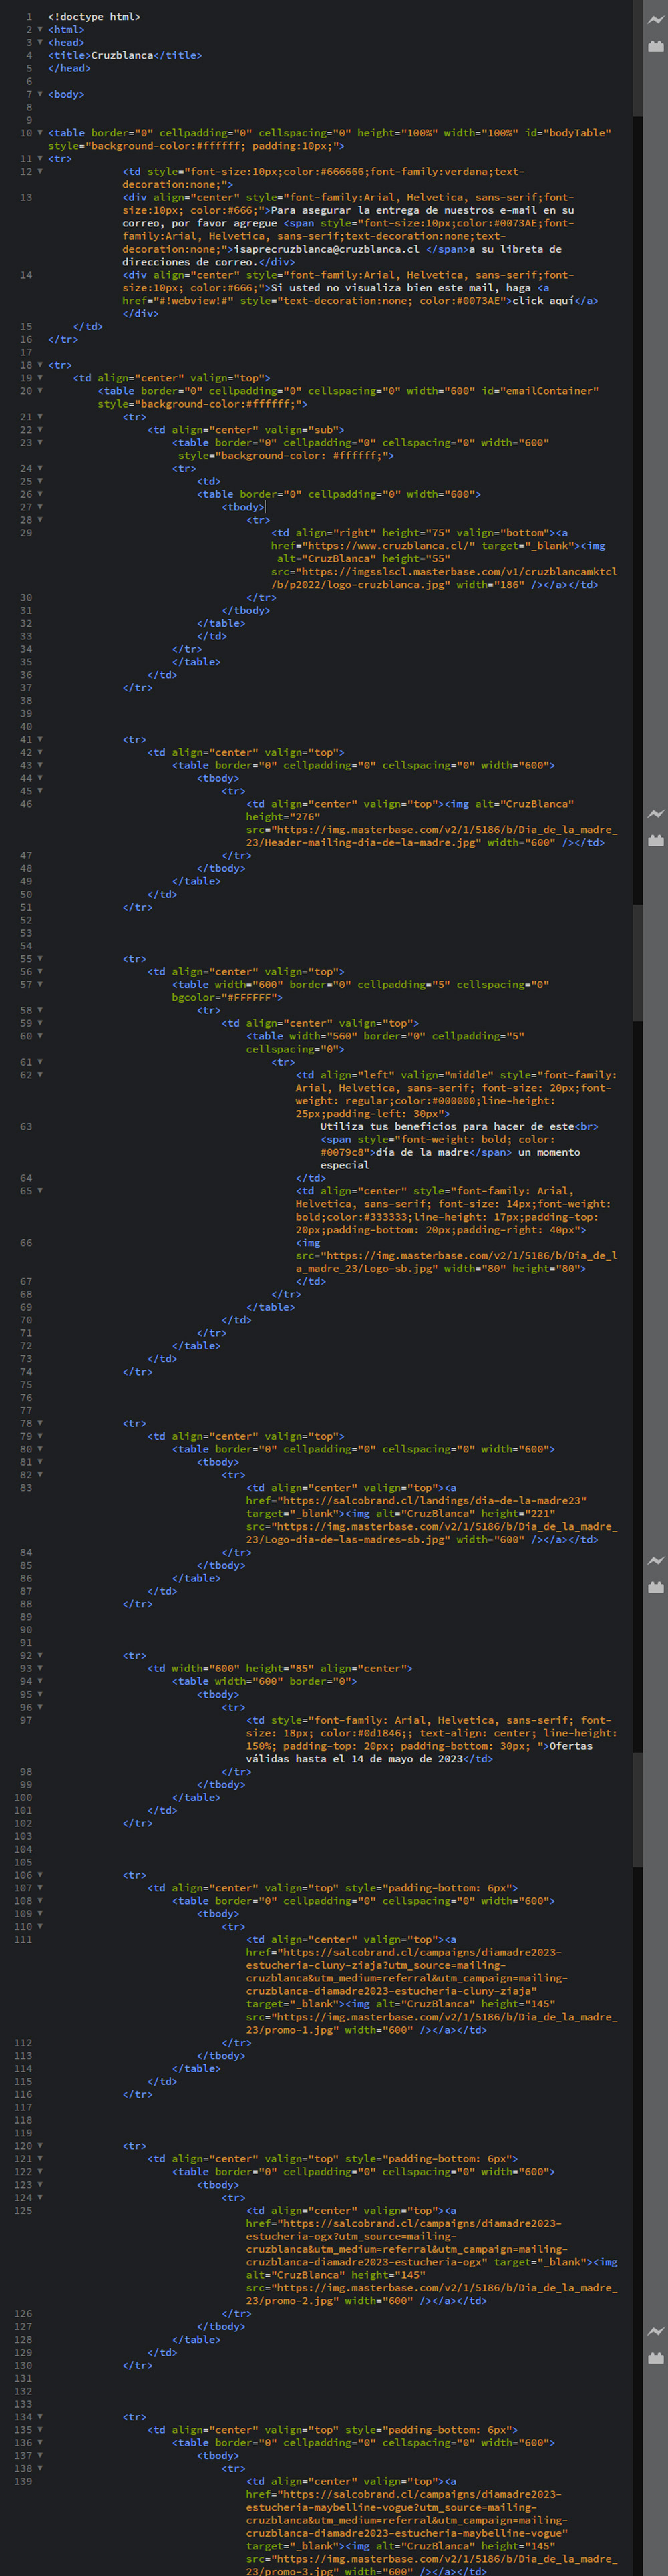 1 <!doctype html>
2 <html>
3 <head>
4 <title>Cruzblanca</title>
5 </head>
6
7 <body>
8
9
10 <table border="0" cellpadding="0" cellspacing="0" height="100%" width="100%" id="bodyTable"
style="background-color:#ffffff; padding:10px;">
11 <tr>
12 <td style="font-size:10px;color:#666666;font-family:verdana;text-
decoration:none;">
13 <div align="center" style="font-family:Arial, Helvetica, sans-serif;font-
size:10px; color:#666;">Para asegurar la entrega de nuestros e-mail en su
correo, por favor agregue <span style="font-size:10px;color:#0073AE;font-
family:Arial, Helvetica, sans-serif;text-decoration:none;text-
decoration:none;">isaprecruzblanca@cruzblanca.cl </span>a su libreta de
direcciones de correo.</div>
14 <div align="center" style="font-family:Arial, Helvetica, sans-serif;font-
size:10px; color:#666;">Si usted no visualiza bien este mail, haga <a
href="#!webview!#" style="text-decoration:none; color:#0073AE">click aquí</a>
</div>
15 </td>
16 </tr>
17
18 <tr>
19 <td align="center" valign="top">
20 <table border="0" cellpadding="0" cellspacing="0" width="600" id="emailContainer"
style="background-color:#ffffff;">
21 <tr>
22 <td align="center" valign="sub">
23 <table border="0" cellpadding="0" cellspacing="0" width="600"
style="background-color: #ffffff;">
24 <tr>
25 <td>
26 <table border="0" cellpadding="0" width="600">
27 <tbody>
28 <tr>
29 <td align="right" height="75" valign="bottom"><a
href="https://www.cruzblanca.cl/" target="_blank"><img
alt="CruzBlanca" height="55"
src="https://imgsslscl.masterbase.com/v1/cruzblancamktcl
/b/p2022/logo-cruzblanca.jpg" width="186" /></a></td>
30 </tr>
31 </tbody>
32 </table>
33 </td>
34 </tr>
35 </table>
36 </td>
37 </tr>
38
39
40
41 <tr>
42 <td align="center" valign="top">
43 <table border="0" cellpadding="0" cellspacing="0" width="600">
44 <tbody>
45 <tr>
46 <td align="center" valign="top"><img alt="CruzBlanca"
height="276"
src="https://img.masterbase.com/v2/1/5186/b/Dia_de_la_madre_
23/Header-mailing-dia-de-la-madre.jpg" width="600" /></td>
47 </tr>
48 </tbody>
49 </table>
50 </td>
51 </tr>
52
53
54
55 <tr>
56 <td align="center" valign="top">
57 <table width="600" border="0" cellpadding="5" cellspacing="0"
bgcolor="#FFFFFF">
58 <tr>
59 <td align="center" valign="top">
60 <table width="560" border="0" cellpadding="5"
cellspacing="0">
61 <tr>
62 <td align="left" valign="middle" style="font-family:
Arial, Helvetica, sans-serif; font-size: 20px;font-
weight: regular;color:#000000;line-height:
25px;padding-left: 30px">
63 Utiliza tus beneficios para hacer de este<br>
<span style="font-weight: bold; color:
#0079c8">día de la madre</span> un momento
especial
64 </td>
65 <td align="center" style="font-family: Arial,
Helvetica, sans-serif; font-size: 14px;font-weight:
bold;color:#333333;line-height: 17px;padding-top:
20px;padding-bottom: 20px;padding-right: 40px">
66 <img
src="https://img.masterbase.com/v2/1/5186/b/Dia_de_l
a_madre_23/Logo-sb.jpg" width="80" height="80">
67 </td>
68 </tr>
69 </table>
70 </td>
71 </tr>
72 </table>
73 </td>
74 </tr>
75
76
77
78 <tr>
79 <td align="center" valign="top">
80 <table border="0" cellpadding="0" cellspacing="0" width="600">
81 <tbody>
82 <tr>
83 <td align="center" valign="top"><a
href="https://salcobrand.cl/landings/dia-de-la-madre23"
target="_blank"><img alt="CruzBlanca" height="221"
src="https://img.masterbase.com/v2/1/5186/b/Dia_de_la_madre_
23/Logo-dia-de-las-madres-sb.jpg" width="600" /></a></td>
84 </tr>
85 </tbody>
86 </table>
87 </td>
88 </tr>
89
90
91
92 <tr>
93 <td width="600" height="85" align="center">
94 <table width="600" border="0">
95 <tbody>
96 <tr>
97 <td style="font-family: Arial, Helvetica, sans-serif; font-
size: 18px; color:#0d1846;; text-align: center; line-height:
150%; padding-top: 20px; padding-bottom: 30px; ">Ofertas
válidas hasta el 14 de mayo de 2023</td>
98 </tr>
99 </tbody>
100 </table>
101 </td>
102 </tr>
103
104
105
106 <tr>
107 <td align="center" valign="top" style="padding-bottom: 6px">
108 <table border="0" cellpadding="0" cellspacing="0" width="600">
109 <tbody>
110 <tr>
111 <td align="center" valign="top"><a
href="https://salcobrand.cl/campaigns/diamadre2023-
estucheria-cluny-ziaja?utm_source=mailing-
cruzblanca&utm_medium=referral&utm_campaign=mailing-
cruzblanca-diamadre2023-estucheria-cluny-ziaja"
target="_blank"><img alt="CruzBlanca" height="145"
src="https://img.masterbase.com/v2/1/5186/b/Dia_de_la_madre_
23/promo-1.jpg" width="600" /></a></td>
112 </tr>
113 </tbody>
114 </table>
115 </td>
116 </tr>
117
118
119
120 <tr>
121 <td align="center" valign="top" style="padding-bottom: 6px">
122 <table border="0" cellpadding="0" cellspacing="0" width="600">
123 <tbody>
124 <tr>
125 <td align="center" valign="top"><a
href="https://salcobrand.cl/campaigns/diamadre2023-
estucheria-ogx?utm_source=mailing-
cruzblanca&utm_medium=referral&utm_campaign=mailing-
cruzblanca-diamadre2023-estucheria-ogx" target="_blank"><img
alt="CruzBlanca" height="145"
src="https://img.masterbase.com/v2/1/5186/b/Dia_de_la_madre_
23/promo-2.jpg" width="600" /></a></td>
126 </tr>
127 </tbody>
128 </table>
129 </td>
130 </tr>
131
132
133
134 <tr>
135 <td align="center" valign="top" style="padding-bottom: 6px">
136 <table border="0" cellpadding="0" cellspacing="0" width="600">
137 <tbody>
138 <tr>
139 <td align="center" valign="top"><a
href="https://salcobrand.cl/campaigns/diamadre2023-
estucheria-maybelline-vogue?utm_source=mailing-
cruzblanca&utm_medium=referral&utm_campaign=mailing-
cruzblanca-diamadre2023-estucheria-maybelline-vogue"
target="_blank"><img alt="CruzBlanca" height="145"
src="https://img.masterbase.com/v2/1/5186/b/Dia_de_la_madre_
23/promo-3.jpg" width="600" /></a></td>